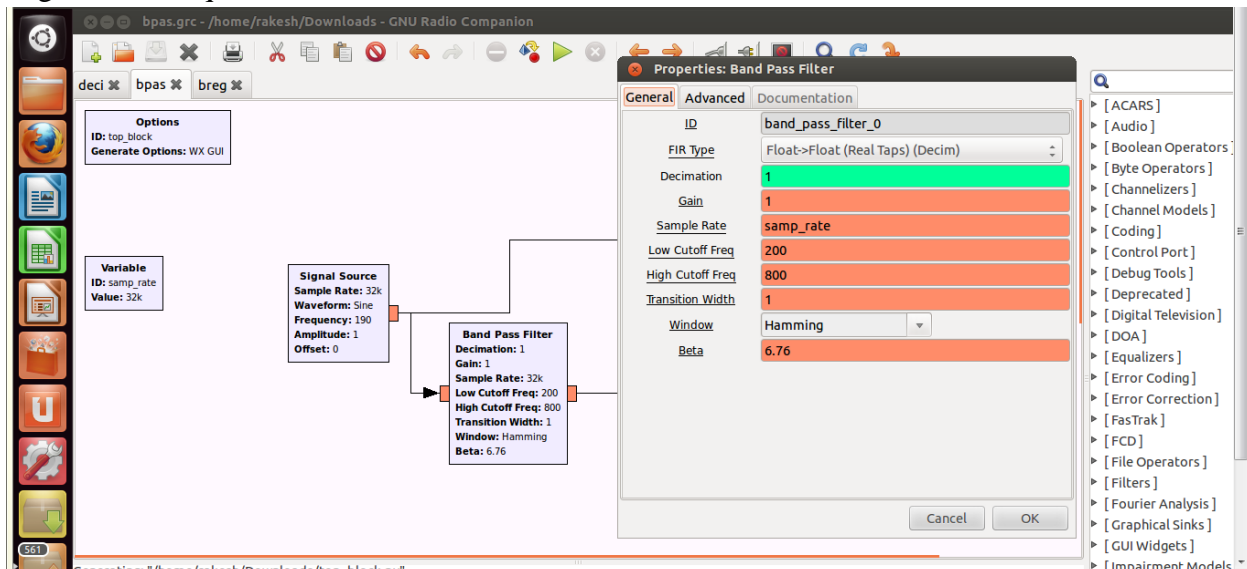 bpas.grc - /home/rakesh/Downloads - GNU Radio Companion
deci
bpas
breg
Options
ID: top_block
Generate Options: WX GUI
Variable
ID: samp_rate
Value: 32k
Signal Source
Sample Rate: 32k
Waveform: Sine
Frequency: 190
Amplitude: 1
Offset: 0
Band Pass Filter
Decimation: 1
Gain: 1
Sample Rate: 32k
Low Cutoff Freq: 200
High Cutoff Freq: 800
Transition Width: 1
Window: Hamming
Beta: 6.76
Properties: Band Pass Filter
General Advanced Documentation
ID band_pass_filter_0
FIR Type Float->Float (Real Taps) (Decim)
Decimation 1
Gain 1
Sample Rate samp_rate
Low Cutoff Freq 200
High Cutoff Freq 800
Transition Width 1
Window Hamming
Beta 6.76
Cancel OK
[ ACARS ]
[ Audio ]
[ Boolean Operators ]
[ Byte Operators ]
[ Channelizers ]
[ Channel Models ]
[ Coding ]
[ Control Port ]
[ Debug Tools ]
[ Deprecated ]
[ Digital Television ]
[ DOA ]
[ Equalizers ]
[ Error Coding ]
[ Error Correction ]
[ FasTrak ]
[ FCD ]
[ File Operators ]
[ Filters ]
[ Fourier Analysis ]
[ Graphical Sinks ]
[ GUI Widgets ]
[ Impairment Models
561